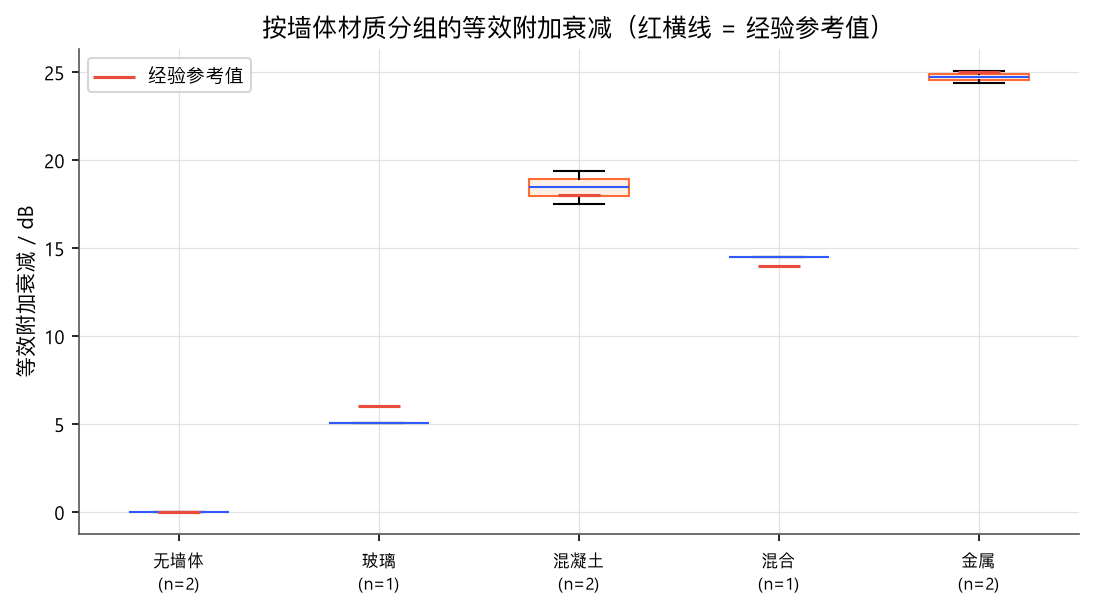 按墙体材质分组的等效附加衰减（红横线 = 经验参考值）
经验参考值
等效附加衰减 / dB
25
20
15
10
5
0
无墙体
(n=2)
玻璃
(n=1)
混凝土
(n=2)
混合
(n=1)
金属
(n=2)